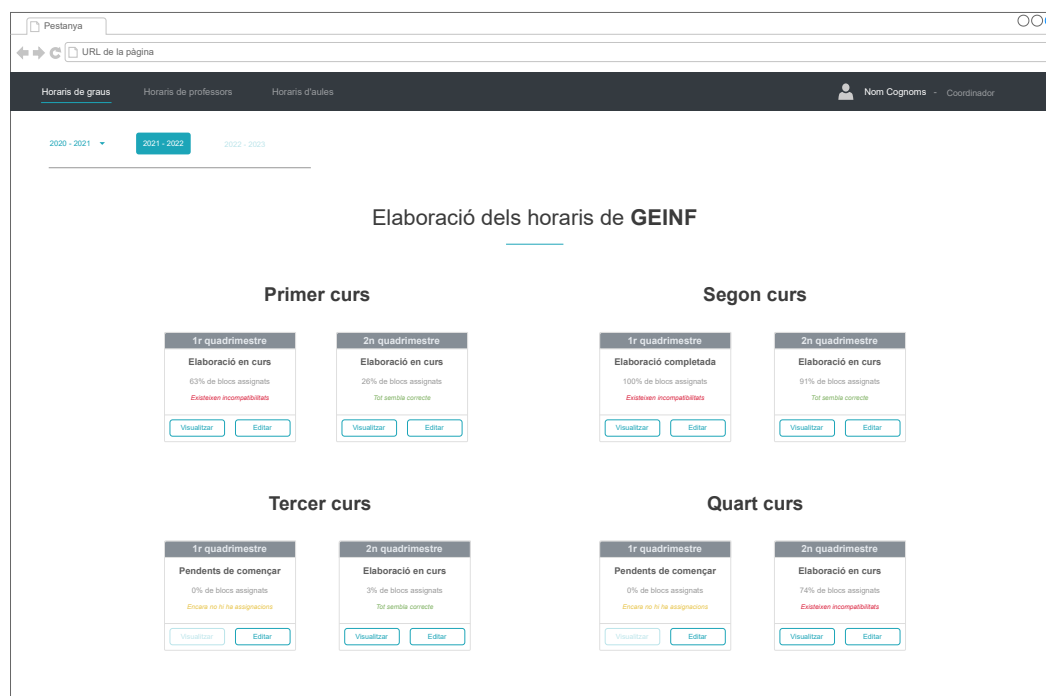 Pestanya
URL de la pàgina
Horaris de graus
Horaris de professors
Horaris d'aules
Nom Cognoms - Coordinador
2020 - 2021
2021 - 2022
2022 - 2023
Elaboració dels horaris de GEINF
Primer curs
1r quadrimestre
Elaboració en curs
63% de blocs assignats
Existeixen incompatibilitats
Visualitzar
Editar
2n quadrimestre
Elaboració en curs
26% de blocs assignats
Tot sembla correcte
Visualitzar
Editar
Segon curs
1r quadrimestre
Elaboració completada
100% de blocs assignats
Existeixen incompatibilitats
Visualitzar
Editar
2n quadrimestre
Elaboració en curs
91% de blocs assignats
Tot sembla correcte
Visualitzar
Editar
Tercer curs
1r quadrimestre
Pendents de començar
0% de blocs assignats
Encara no hi ha assignacions
Visualitzar
Editar
2n quadrimestre
Elaboració en curs
3% de blocs assignats
Tot sembla correcte
Visualitzar
Editar
Quart curs
1r quadrimestre
Pendents de començar
0% de blocs assignats
Encara no hi ha assignacions
Visualitzar
Editar
2n quadrimestre
Elaboració en curs
74% de blocs assignats
Existeixen incompatibilitats
Visualitzar
Editar